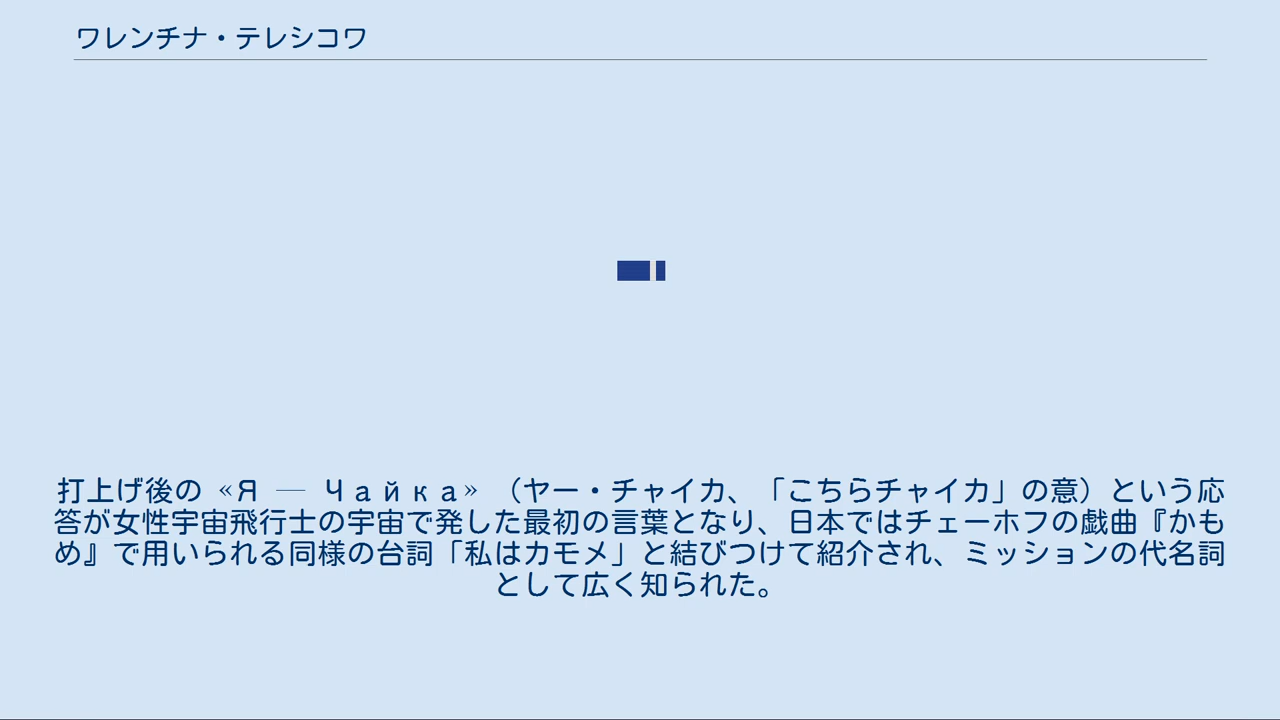 ワレンチナ・テレシコワ
打上げ後の «Я — Чайка» （ヤー・チャイカ、「こちらチャイカ」の意）という応
答が女性宇宙飛行士の宇宙で発した最初の言葉となり、日本ではチェーホフの戯曲『かも
め』で用いられる同様の台詞「私はカモメ」と結びつけて紹介され、ミッションの代名詞
として広く知られた。